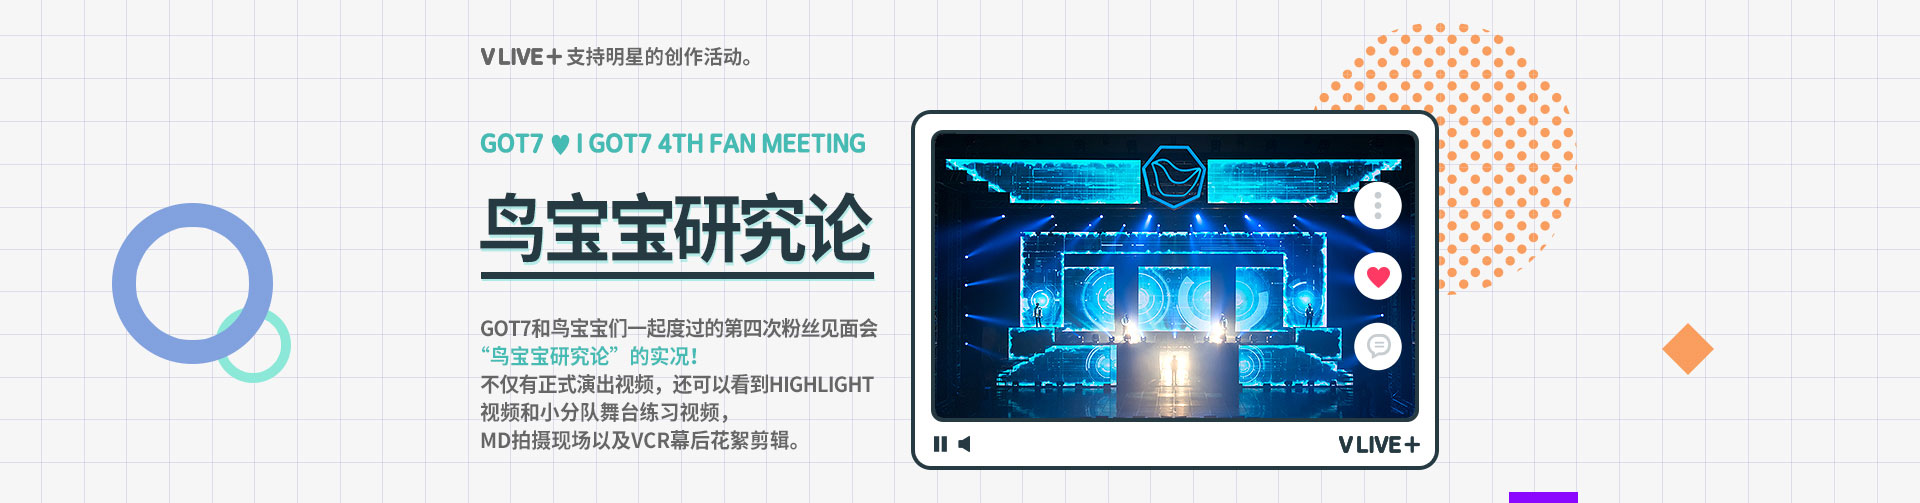 V LIVE+ 支持明星的创作活动。
GOT7 ♥ I GOT7 4TH FAN MEETING
鸟宝宝研究论
GOT7和鸟宝宝们一起度过的第四次粉丝见面会
“鸟宝宝研究论”的实况！
不仅有正式演出视频，还可以看到HIGHLIGHT
视频和小分队舞台练习视频，
MD拍摄现场以及VCR幕后花絮剪辑。
V LIVE+